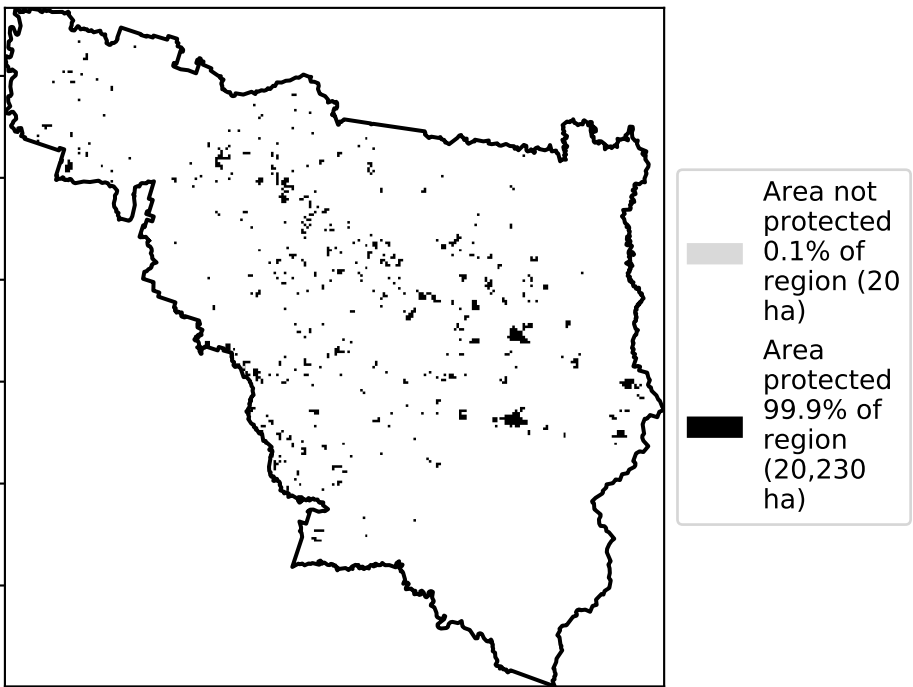 Area not
protected
0.1% of
region (20
ha)
Area
protected
99.9% of
region
(20,230
ha)